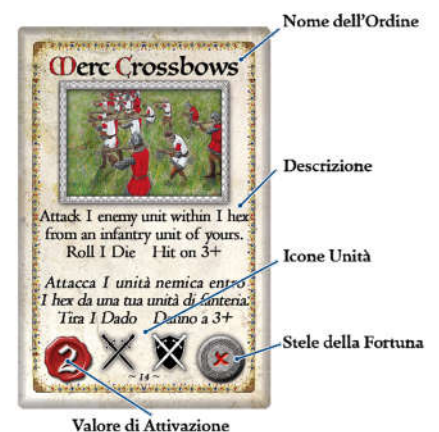 Nome dell'Ordine
Merc Crossbows
Descrizione
Attack 1 enemy unit within 1 hex
from an infantry unit of yours.
Roll 1 Die Hit on 3+
Icone Unità
Attacca 1 unità nemica entro
1 hex da una tua unità di fanteria.
Tira 1 Dado Danno a 3+
Stele della Fortuna
2
~ 14 ~
Valore di Attivazione